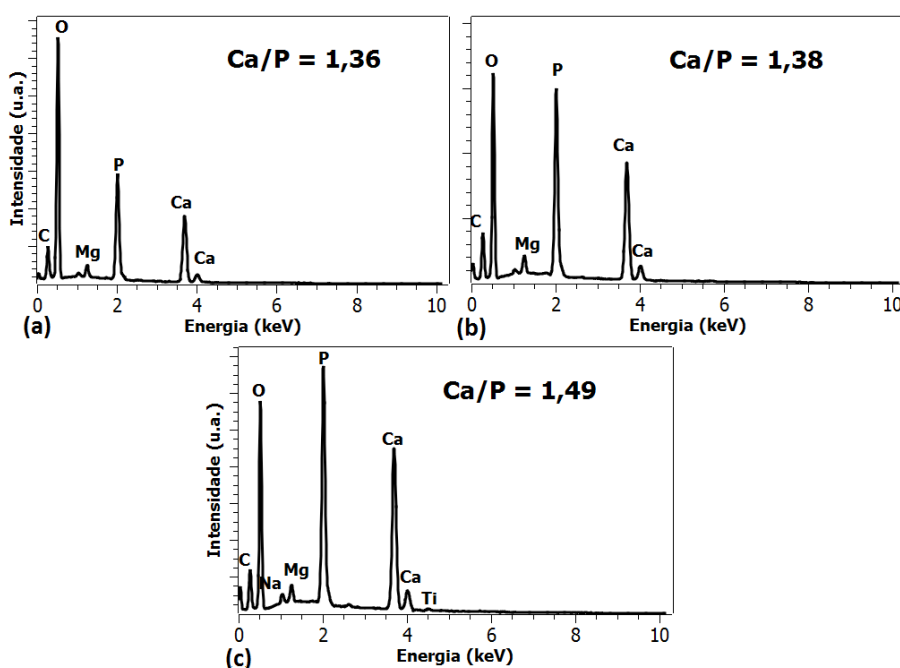 Ca/P = 1,36
Intensidade (u.a.)
O
P
Ca
C
Mg
Ca
0 2 4 6 8 10
Energia (keV)
(a)
Ca/P = 1,38
O
P
Ca
C
Mg
Ca
0 2 4 6 8 10
Energia (keV)
(b)
Ca/P = 1,49
Intensidade (u.a.)
P
O
Ca
C
Na
Mg
Ca
Ti
0 2 4 6 8 10
Energia (keV)
(c)